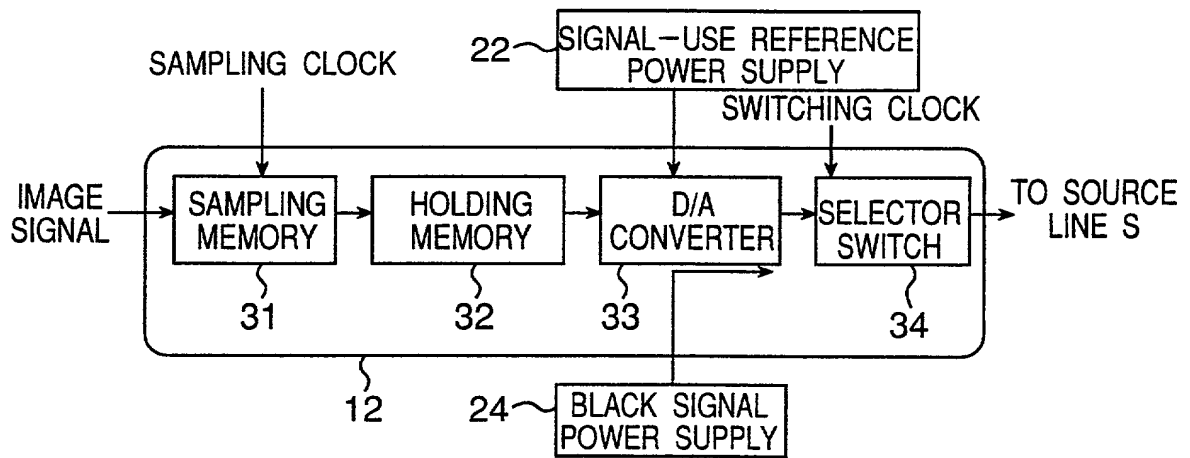 22
SIGNAL-USE REFERENCE
POWER SUPPLY
SAMPLING CLOCK
SWITCHING CLOCK
IMAGE
SIGNAL
SAMPLING
MEMORY
HOLDING
MEMORY
D/A
CONVERTER
SELECTOR
SWITCH
TO SOURCE
LINE S
31
32
33
34
12
24
BLACK SIGNAL
POWER SUPPLY